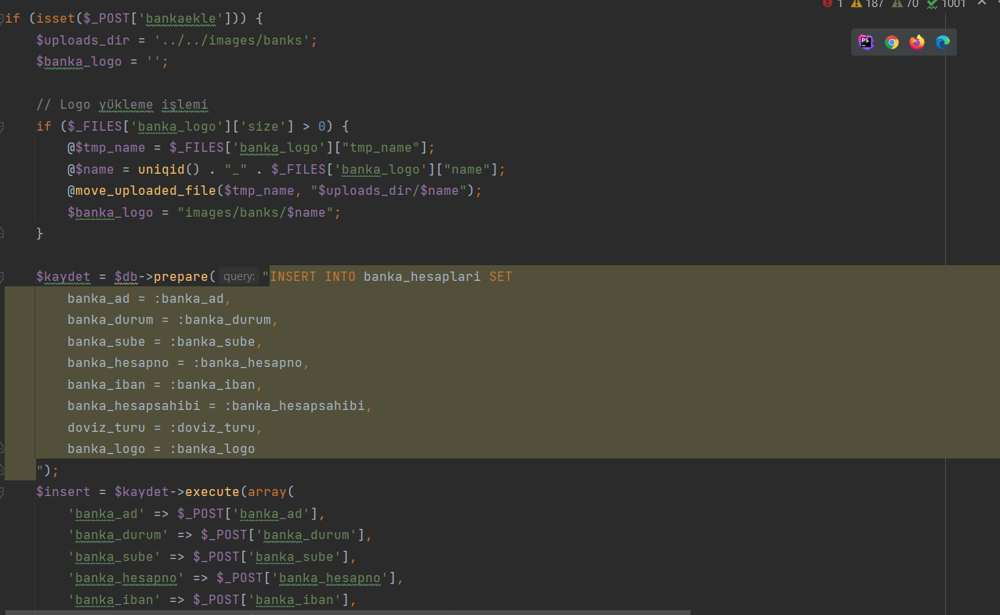 1 187 70 1001
if (isset($_POST['bankaekle'])) {
    $uploads_dir = '../../images/banks';
    $banka_logo = '';
    // Logo yükleme işlemi
    if ($_FILES['banka_logo']['size'] > 0) {
        @$tmp_name = $_FILES['banka_logo']["tmp_name"];
        @$name = uniqid() . "_" . $_FILES['banka_logo']["name"];
        @move_uploaded_file($tmp_name, "$uploads_dir/$name");
        $banka_logo = "images/banks/$name";
    }
    $kaydet = $db->prepare( query: "INSERT INTO banka_hesaplari SET
        banka_ad = :banka_ad,
        banka_durum = :banka_durum,
        banka_sube = :banka_sube,
        banka_hesapno = :banka_hesapno,
        banka_iban = :banka_iban,
        banka_hesapsahibi = :banka_hesapsahibi,
        doviz_turu = :doviz_turu,
        banka_logo = :banka_logo
    ");
    $insert = $kaydet->execute(array(
        'banka_ad' => $_POST['banka_ad'],
        'banka_durum' => $_POST['banka_durum'],
        'banka_sube' => $_POST['banka_sube'],
        'banka_hesapno' => $_POST['banka_hesapno'],
        'banka_iban' => $_POST['banka_iban'],